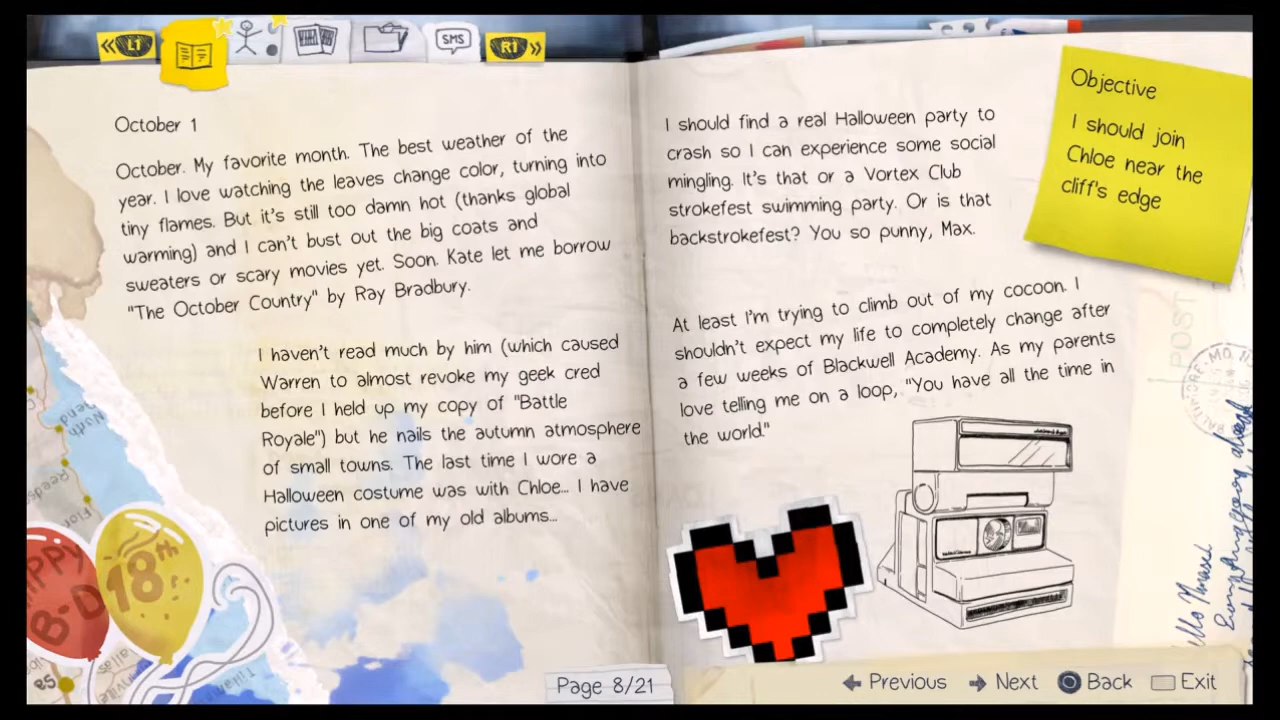 L1
SMS
R1
October 1
October. My favorite month. The best weather of the
year. I love watching the leaves change color, turning into
tiny flames. But it's still too damn hot (thanks global
warming) and I can't bust out the big coats and
sweaters or scary movies yet. Soon. Kate let me borrow
"The October Country" by Ray Bradbury.
I haven't read much by him (which caused
Warren to almost revoke my geek cred
before I held up my copy of "Battle
Royale") but he nails the autumn atmosphere
of small towns. The last time I wore a
Halloween costume was with Chloe... I have
pictures in one of my old albums...
HAPPY
B-D
18th
I should find a real Halloween party to
crash so I can experience some social
mingling. It's that or a Vortex Club
strokefest swimming party. Or is that
backstrokefest? You so punny, Max.
At least I'm trying to climb out of my cocoon. I
shouldn't expect my life to completely change after
a few weeks of Blackwell Academy. As my parents
love telling me on a loop, "You have all the time in
the world."
Objective
I should join
Chloe near the
cliff's edge
POST
Page 8/21
Previous
Next
Back
Exit